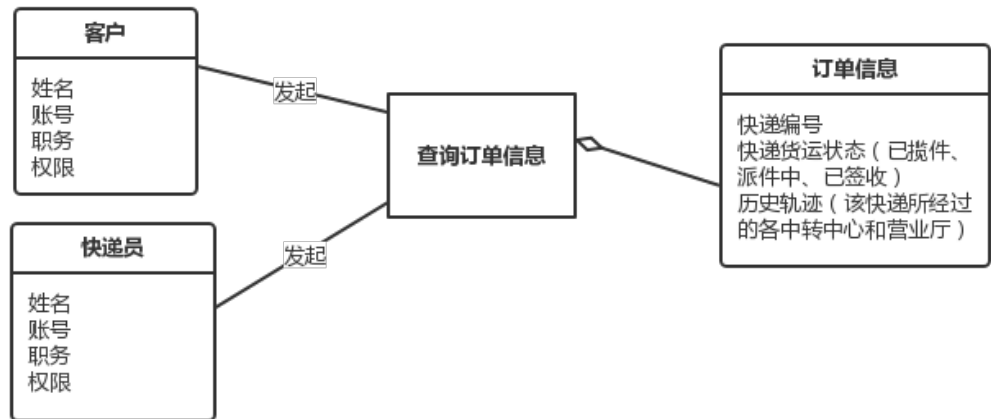 客户
姓名
账号
职务
权限
发起
快递员
姓名
账号
职务
权限
发起
查询订单信息
订单信息
快递编号
快递货运状态（已揽件、
派件中、已签收）
历史轨迹（该快递所经过
的各中转中心和营业厅）